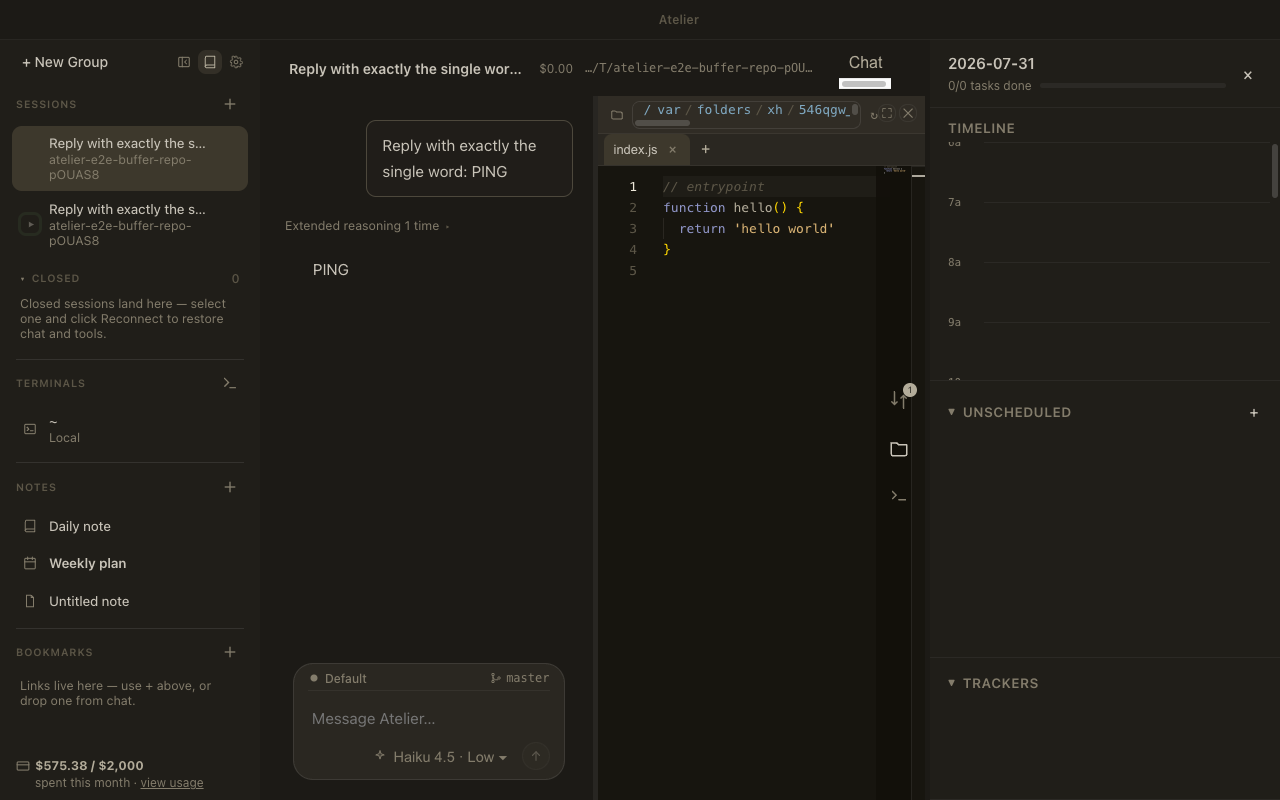 Atelier
+ New Group
SESSIONS
Reply with exactly the s...
atelier-e2e-buffer-repo-
pOUAS8
Reply with exactly the s...
atelier-e2e-buffer-repo-
pOUAS8
CLOSED 0
Closed sessions land here — select
one and click Reconnect to restore
chat and tools.
TERMINALS
~
Local
NOTES
Daily note
Weekly plan
Untitled note
BOOKMARKS
Links live here — use + above, or
drop one from chat.
$575.38 / $2,000
spent this month · view usage
Reply with exactly the single wor... $0.00 …/T/atelier-e2e-buffer-repo-pOU…
Chat
Reply with exactly the
single word: PING
Extended reasoning 1 time
PING
Default master
Message Atelier...
Haiku 4.5 · Low
/ var / folders / xh / 546qgw_
index.js × +
1 // entrypoint
2 function hello() {
3 return 'hello world'
4 }
5
1
2026-07-31
0/0 tasks done
TIMELINE
7a
8a
9a
UNSCHEDULED +
TRACKERS